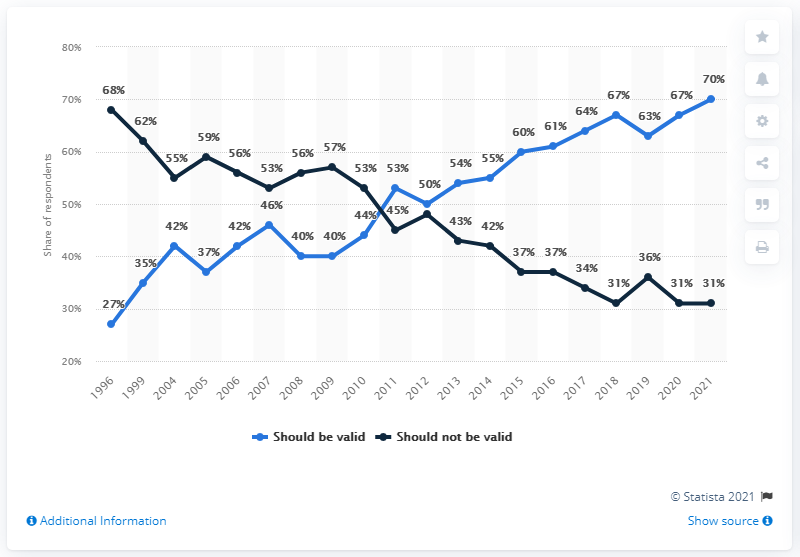 80%
70%
60%
50%
40%
30%
20%
Share of respondents
68% 62% 55% 59% 56% 53% 56% 57% 53% 45% 43% 42% 37% 37% 34% 31% 36% 31% 31%
27% 35% 42% 37% 42% 46% 40% 40% 44% 53% 50% 54% 55% 60% 61% 64% 67% 63% 67% 70%
1996 1999 2004 2005 2006 2007 2008 2009 2010 2011 2012 2013 2014 2015 2016 2017 2018 2019 2020 2021
Should be valid Should not be valid
© Statista 2021
Additional Information Show source